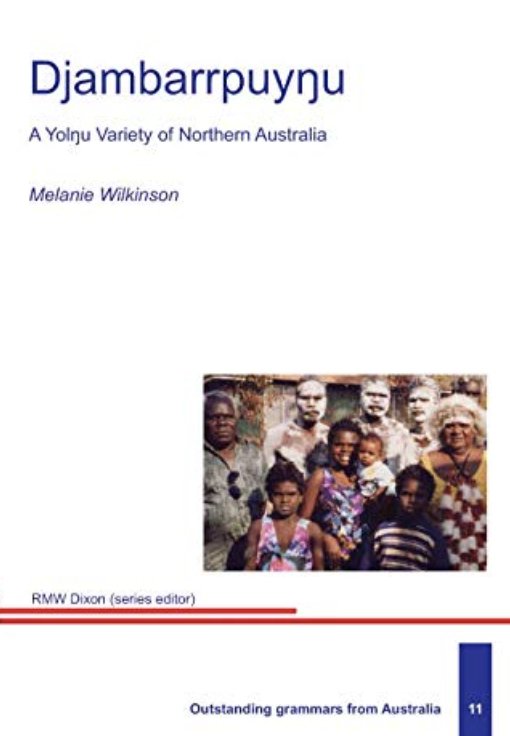 Djambarrpuyŋu
A Yolŋu Variety of Northern Australia
Melanie Wilkinson
RMW Dixon (series editor)
Outstanding grammars from Australia
11